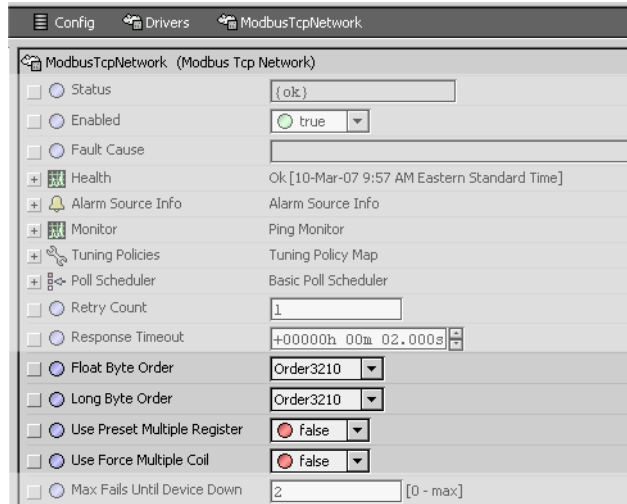 Config Drivers ModbusTcpNetwork
ModbusTcpNetwork (Modbus Tcp Network)
Status {ok}
Enabled true
Fault Cause
Health Ok [10-Mar-07 9:57 AM Eastern Standard Time]
Alarm Source Info Alarm Source Info
Monitor Ping Monitor
Tuning Policies Tuning Policy Map
Poll Scheduler Basic Poll Scheduler
Retry Count 1
Response Timeout +00000h 00m 02.000s
Float Byte Order Order3210
Long Byte Order Order3210
Use Preset Multiple Register false
Use Force Multiple Coil false
Max Fails Until Device Down 2 [0 - max]